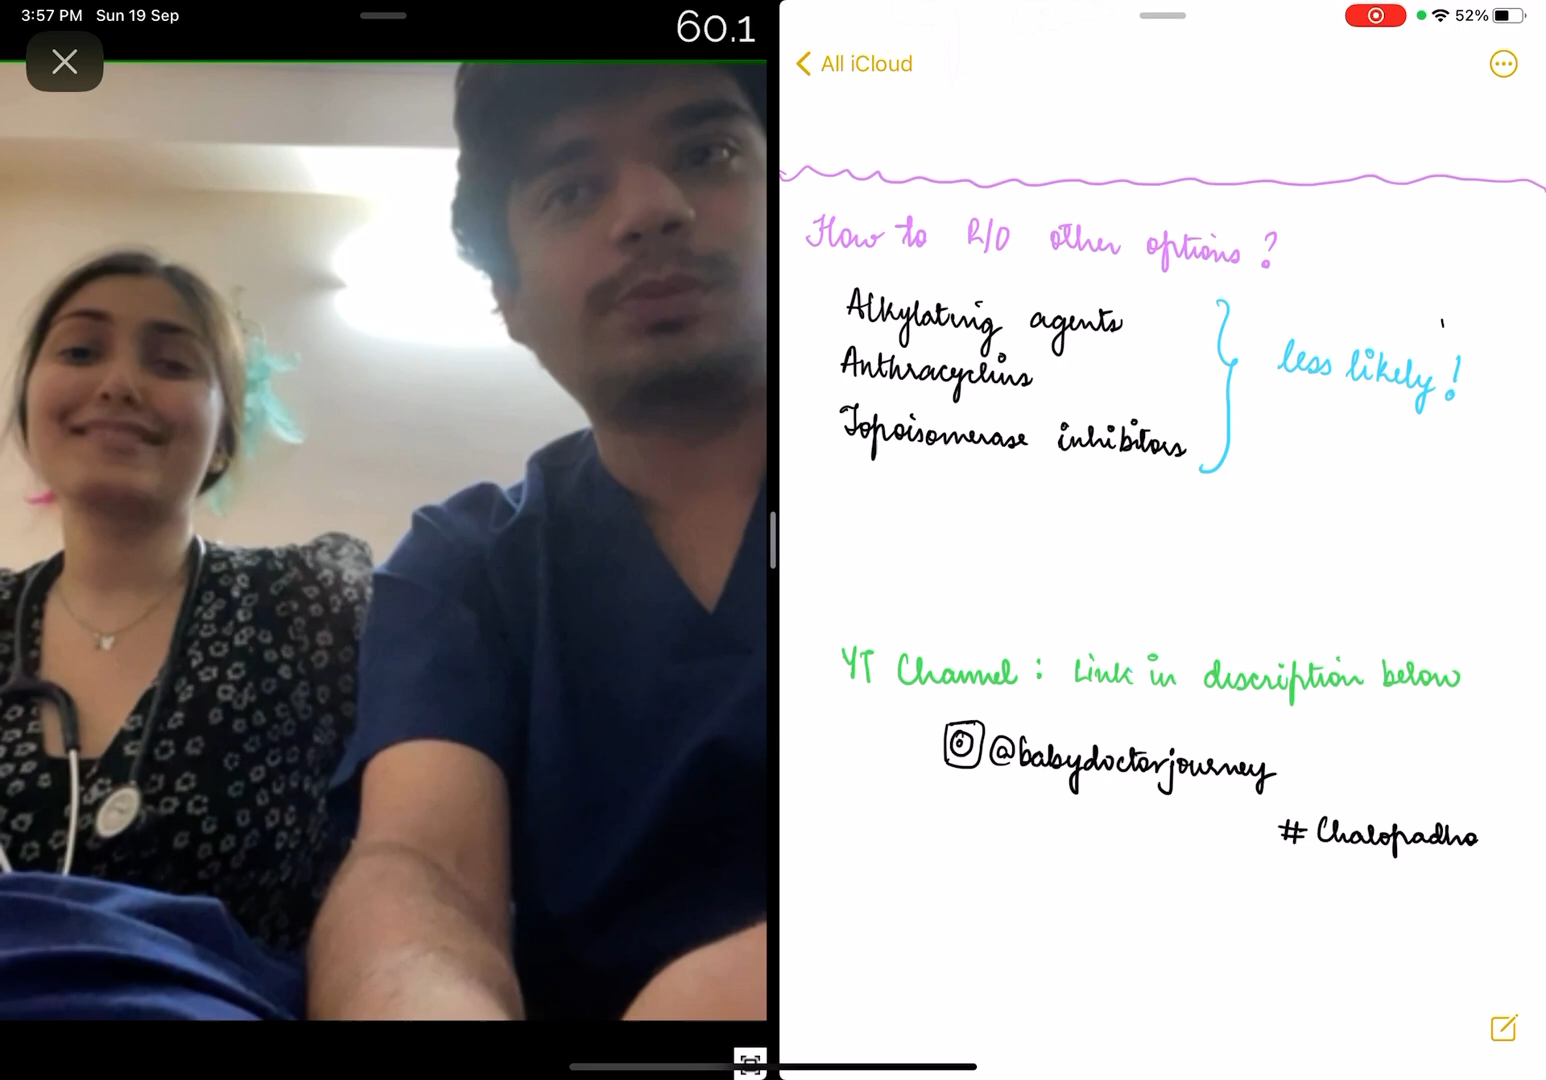 3:57 PM Sun 19 Sep
60.1
52%
All iCloud
How to R/O other options ?
Alkylating agents
Anthracyclins
Topoisomerase inhibitors
less likely !
YT Channel : Link in description below
@babydoctorjourney
# Chalopadho